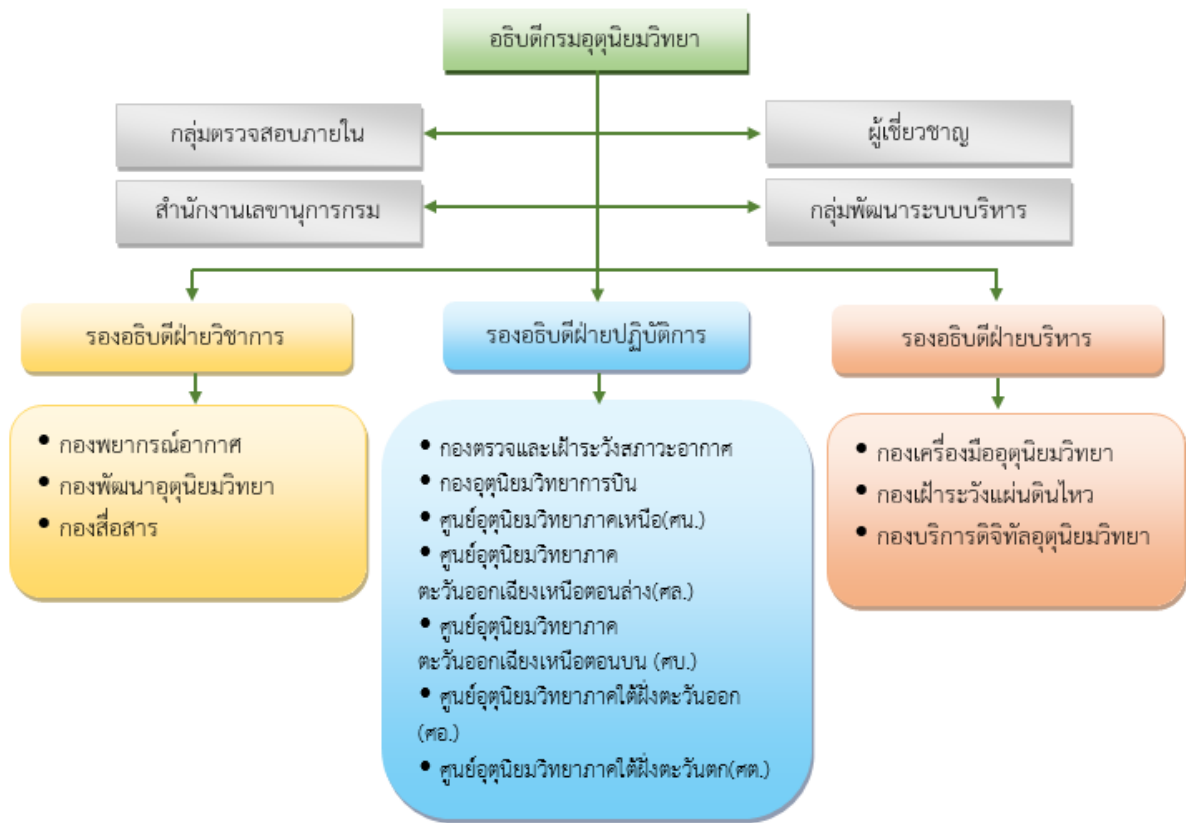 อธิบดีกรมอุตุนิยมวิทยา
กลุ่มตรวจสอบภายใน
ผู้เชี่ยวชาญ
สำนักงานเลขานุการกรม
กลุ่มพัฒนาระบบบริหาร
รองอธิบดีฝ่ายวิชาการ
• กองพยากรณ์อากาศ
• กองพัฒนาอุตุนิยมวิทยา
• กองสื่อสาร
รองอธิบดีฝ่ายปฏิบัติการ
• กองตรวจและเฝ้าระวังสภาวะอากาศ
• กองอุตุนิยมวิทยาการบิน
• ศูนย์อุตุนิยมวิทยาภาคเหนือ(ศน.)
• ศูนย์อุตุนิยมวิทยาภาค
ตะวันออกเฉียงเหนือตอนล่าง(ศล.)
• ศูนย์อุตุนิยมวิทยาภาค
ตะวันออกเฉียงเหนือตอนบน (ศบ.)
• ศูนย์อุตุนิยมวิทยาภาคใต้ฝั่งตะวันออก
(ศอ.)
• ศูนย์อุตุนิยมวิทยาภาคใต้ฝั่งตะวันตก(ศต.)
รองอธิบดีฝ่ายบริหาร
• กองเครื่องมืออุตุนิยมวิทยา
• กองเฝ้าระวังแผ่นดินไหว
• กองบริการดิจิทัลอุตุนิยมวิทยา